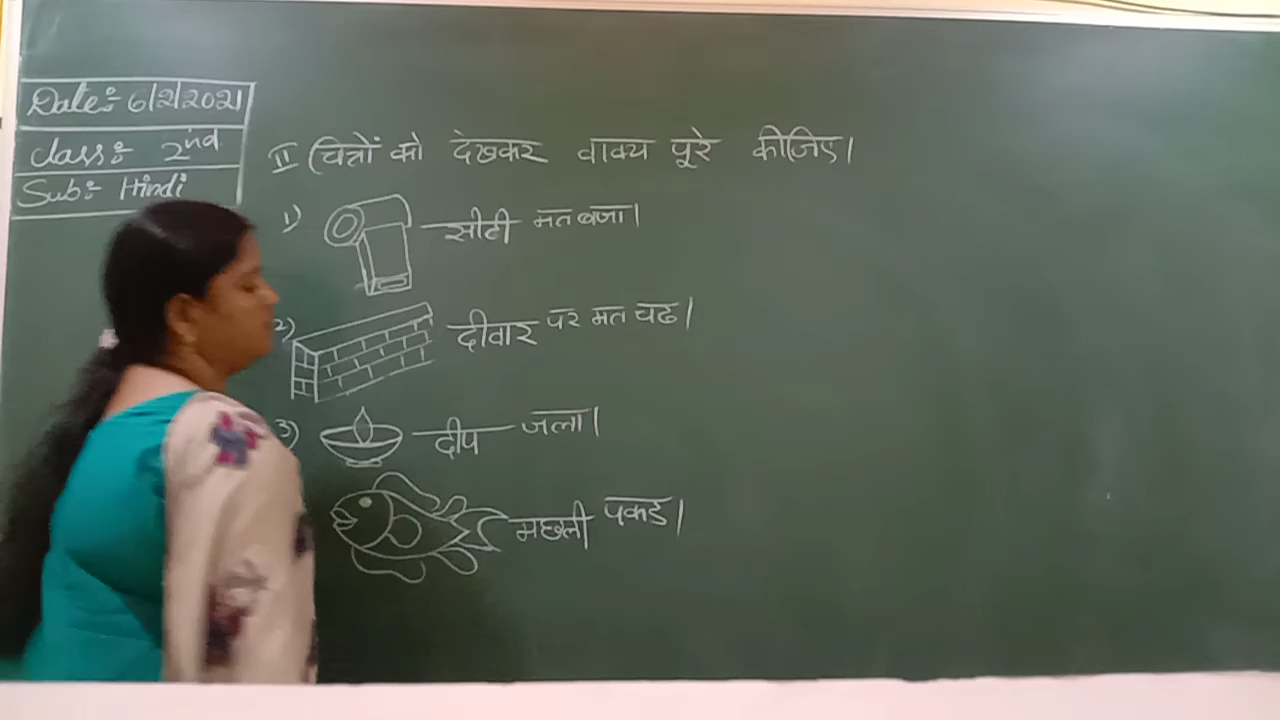 Date:- 6/2/2021
class:- 2nd
Sub:- Hindi
II चित्रों को देखकर वाक्य पूरे कीजिए।
1) सीटी मत बजा।
2) दीवार पर मत चढ।
3) दीप जला।
मछली पकड।